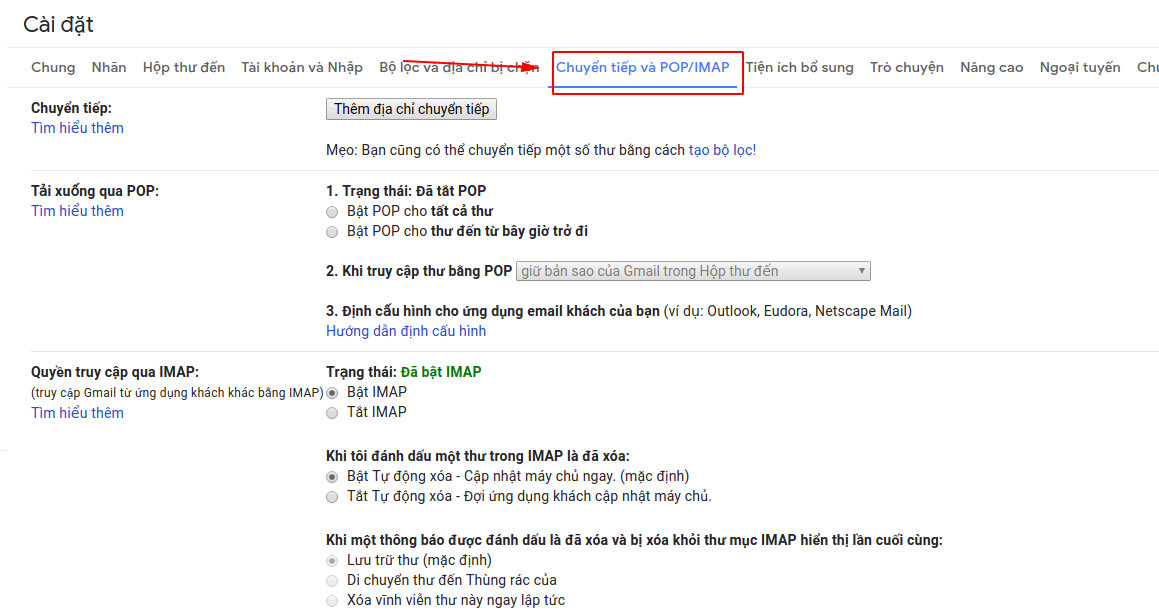 Cài đặt
Chung Nhãn Hộp thư đến Tài khoản và Nhập Bộ lọc và địa chỉ bị chặn Chuyển tiếp và POP/IMAP Tiện ích bổ sung Trò chuyện Nâng cao Ngoại tuyến
Chuyển tiếp: Thêm địa chỉ chuyển tiếp
Tìm hiểu thêm
Mẹo: Bạn cũng có thể chuyển tiếp một số thư bằng cách tạo bộ lọc!
Tải xuống qua POP: 1. Trạng thái: Đã tắt POP
Tìm hiểu thêm Bật POP cho tất cả thư
Bật POP cho thư đến từ bây giờ trở đi
2. Khi truy cập thư bằng POP giữ bản sao của Gmail trong Hộp thư đến
3. Định cấu hình cho ứng dụng email khách của bạn (ví dụ: Outlook, Eudora, Netscape Mail)
Hướng dẫn định cấu hình
Quyền truy cập qua IMAP: Trạng thái: Đã bật IMAP
(truy cập Gmail từ ứng dụng khách khác bằng IMAP) Bật IMAP
Tìm hiểu thêm Tắt IMAP
Khi tôi đánh dấu một thư trong IMAP là đã xóa:
Bật Tự động xóa - Cập nhật máy chủ ngay. (mặc định)
Tắt Tự động xóa - Đợi ứng dụng khách cập nhật máy chủ.
Khi một thông báo được đánh dấu là đã xóa và bị xóa khỏi thư mục IMAP hiển thị lần cuối cùng:
Lưu trữ thư (mặc định)
Di chuyển thư đến Thùng rác của
Xóa vĩnh viễn thư này ngay lập tức